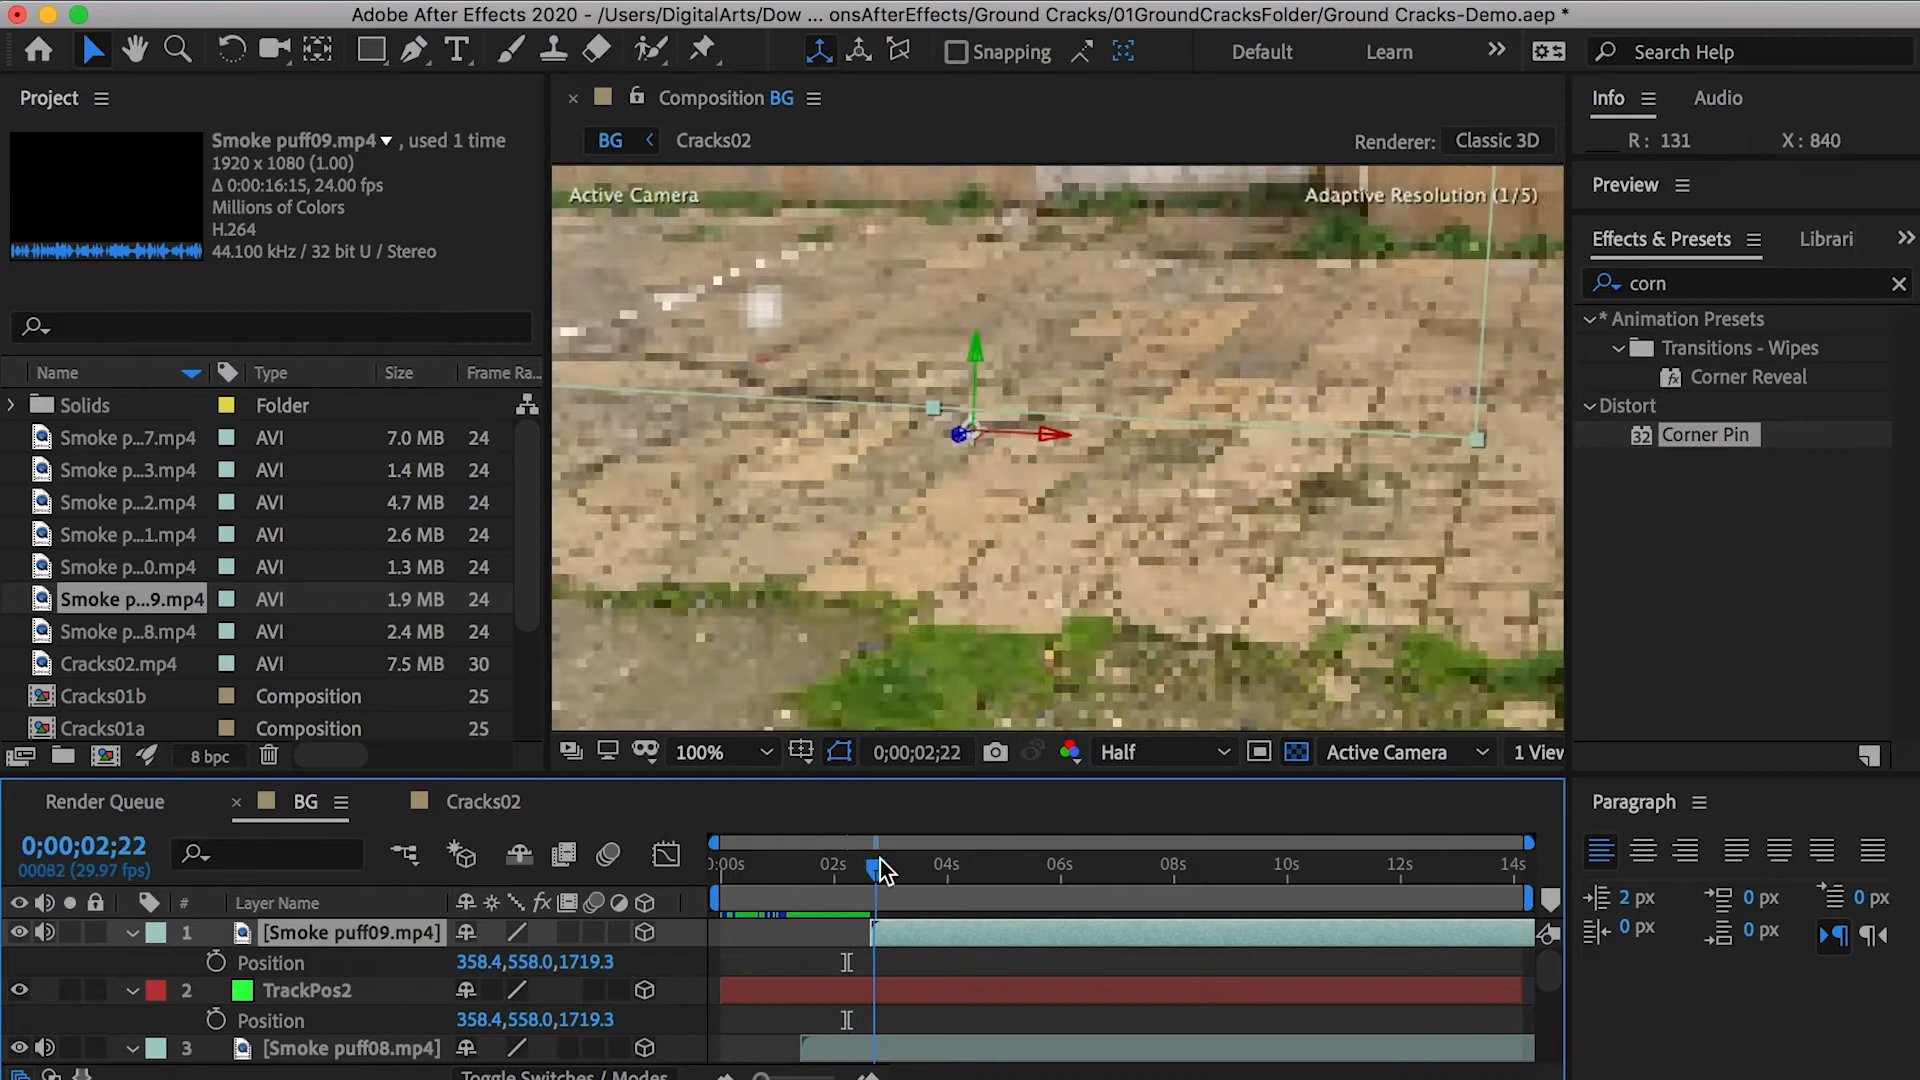 Adobe After Effects 2020 - /Users/DigitalArts/Dow ... onsAfterEffects/Ground Cracks/01GroundCracksFolder/Ground Cracks-Demo.aep *
Snapping
Default
Learn
Search Help
Project
Smoke puff09.mp4 , used 1 time
1920 x 1080 (1.00)
Δ 0:00:16:15, 24.00 fps
Millions of Colors
H.264
44.100 kHz / 32 bit U / Stereo
Name Type Size Frame Ra...
Solids Folder
Smoke p...7.mp4 AVI 7.0 MB 24
Smoke p...3.mp4 AVI 1.4 MB 24
Smoke p...2.mp4 AVI 4.7 MB 24
Smoke p...1.mp4 AVI 2.6 MB 24
Smoke p...0.mp4 AVI 1.3 MB 24
Smoke p...9.mp4 AVI 1.9 MB 24
Smoke p...8.mp4 AVI 2.4 MB 24
Cracks02.mp4 AVI 7.5 MB 30
Cracks01b Composition 25
Cracks01a Composition 25
8 bpc
Composition BG
BG Cracks02
Renderer: Classic 3D
Active Camera
Adaptive Resolution (1/5)
100% 0;00;02;22 Half Active Camera 1 View
Info Audio
R: 131 X: 840
Preview
Effects & Presets Librari
corn
* Animation Presets
Transitions - Wipes
Corner Reveal
Distort
32 Corner Pin
Render Queue
BG
Cracks02
0;00;02;22
00082 (29.97 fps)
0:00s 02s 04s 06s 08s 10s 12s 14s
# Layer Name fx
1 [Smoke puff09.mp4]
Position 358.4,558.0,1719.3
2 TrackPos2
Position 358.4,558.0,1719.3
3 [Smoke puff08.mp4]
Toggle Switches / Modes
Paragraph
2 px 0 px 0 px
0 px 0 px